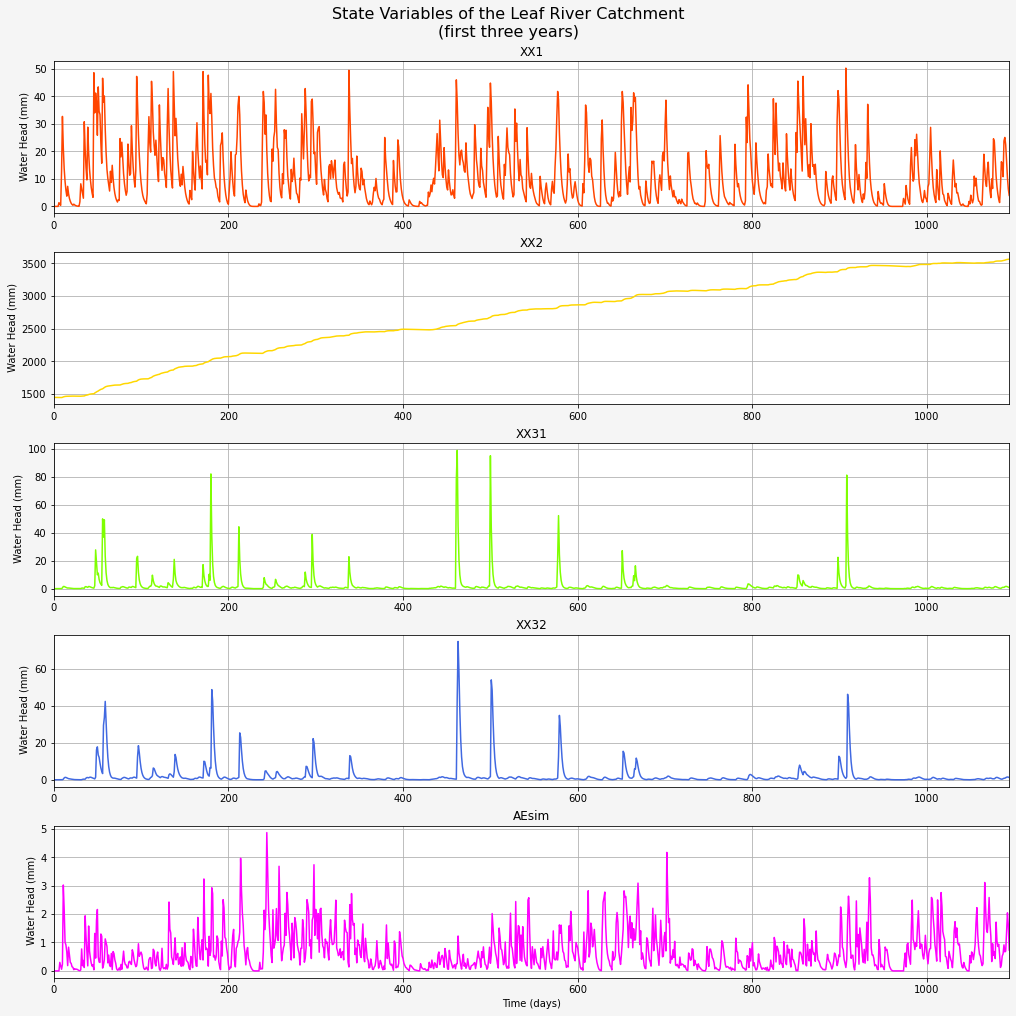 State Variables of the Leaf River Catchment
(first three years)
XX1
Water Head (mm)
50
40
30
20
10
0
0 200 400 600 800 1000
XX2
Water Head (mm)
3500
3000
2500
2000
1500
0 200 400 600 800 1000
XX31
Water Head (mm)
100
80
60
40
20
0
0 200 400 600 800 1000
XX32
Water Head (mm)
60
40
20
0
0 200 400 600 800 1000
AEsim
Water Head (mm)
5
4
3
2
1
0
0 200 400 600 800 1000
Time (days)